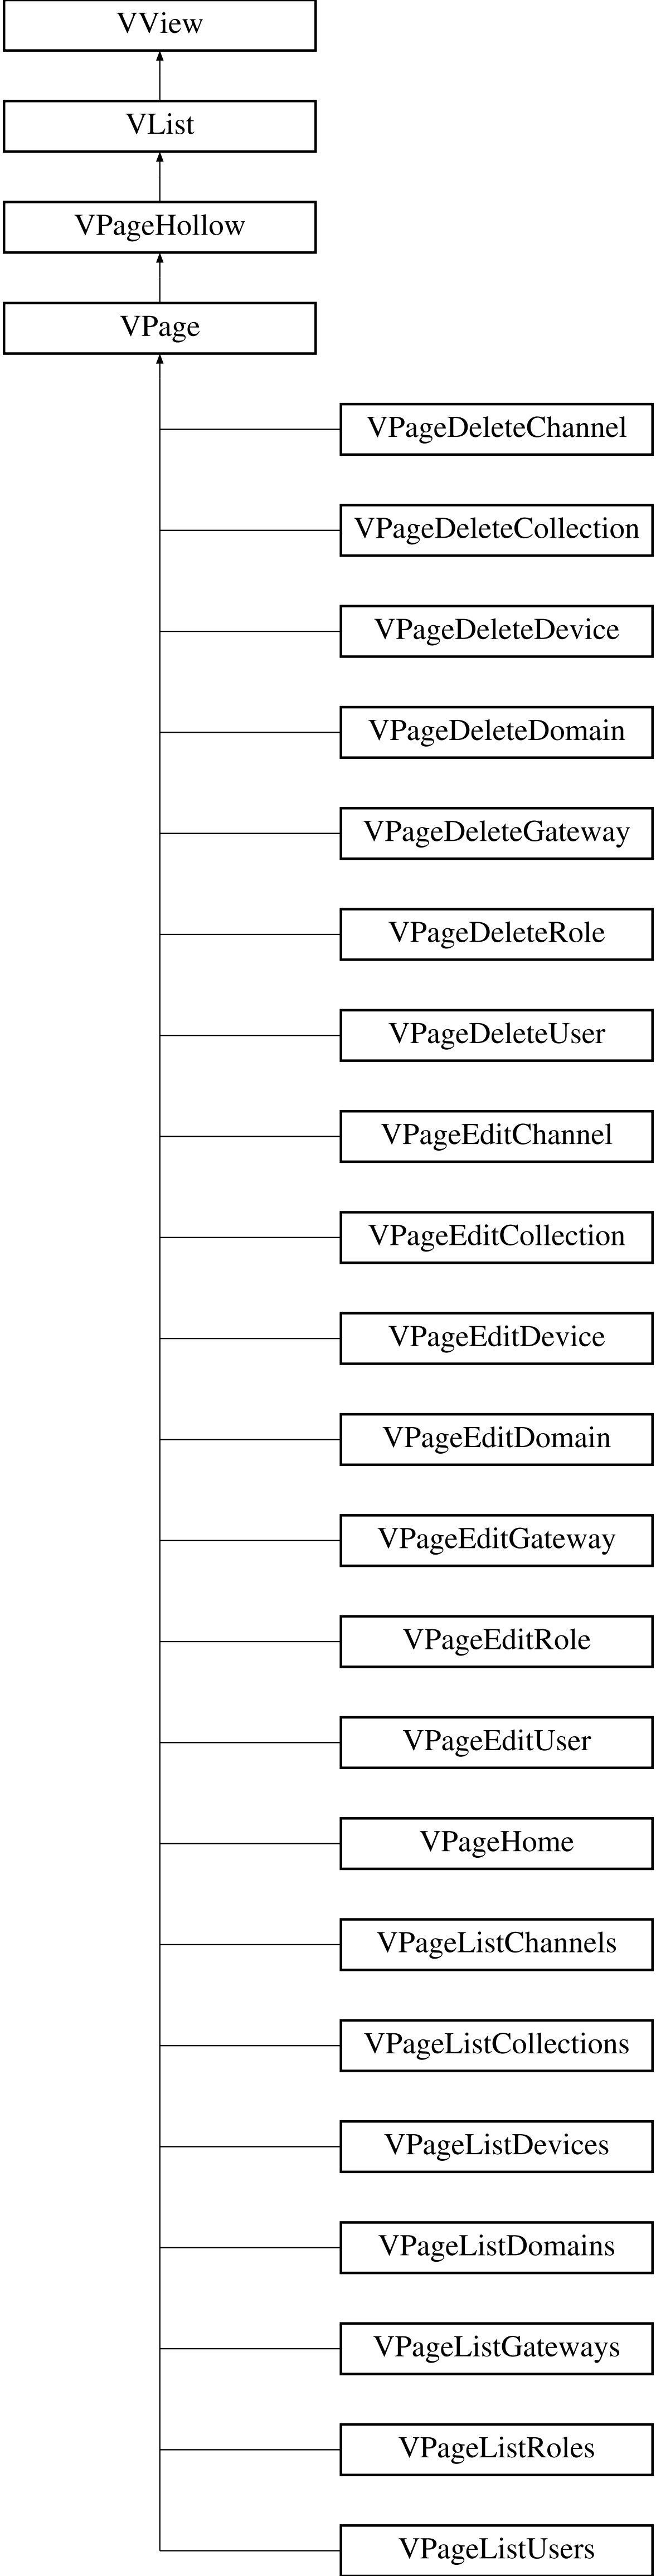 VView
VList
VPageHollow
VPage
VPageDeleteChannel
VPageDeleteCollection
VPageDeleteDevice
VPageDeleteDomain
VPageDeleteGateway
VPageDeleteRole
VPageDeleteUser
VPageEditChannel
VPageEditCollection
VPageEditDevice
VPageEditDomain
VPageEditGateway
VPageEditRole
VPageEditUser
VPageHome
VPageListChannels
VPageListCollections
VPageListDevices
VPageListDomains
VPageListGateways
VPageListRoles
VPageListUsers